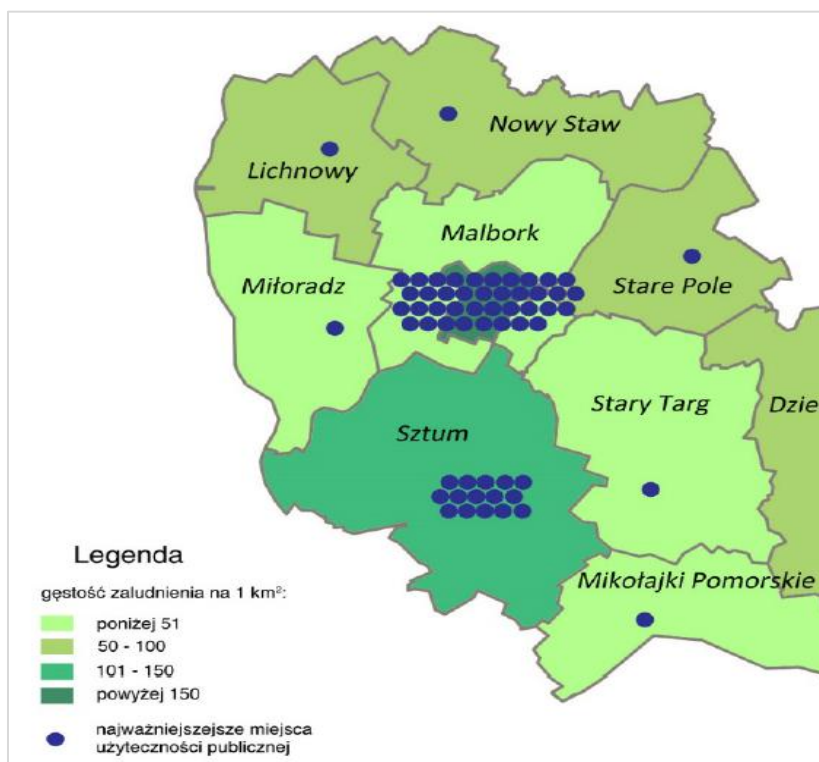 Nowy Staw
Lichnowy
Malbork
Miłoradz
Stare Pole
Stary Targ
Dzie
Sztum
Mikołajki Pomorskie
Legenda
gęstość zaludnienia na 1 km²:
poniżej 51
50 - 100
101 - 150
powyżej 150
najważniejszejsze miejsca
użyteczności publicznej